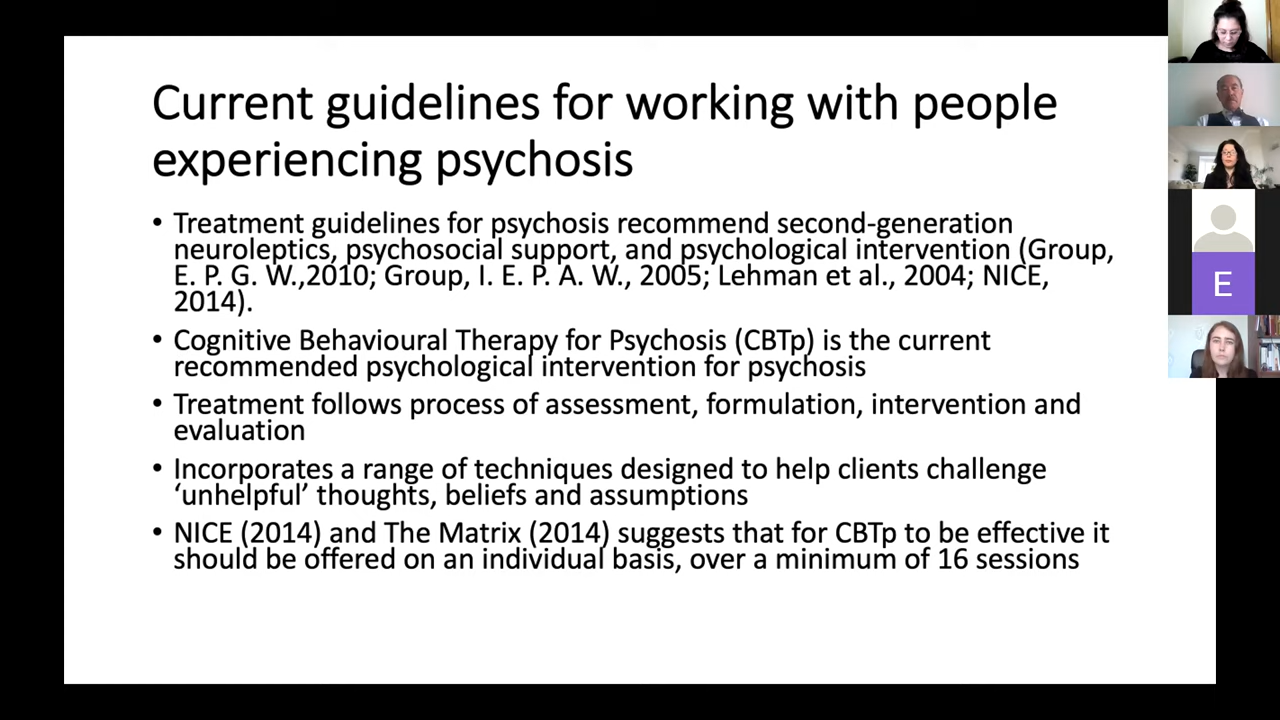 Current guidelines for working with people
experiencing psychosis
• Treatment guidelines for psychosis recommend second-generation
neuroleptics, psychosocial support, and psychological intervention (Group,
E. P. G. W.,2010; Group, I. E. P. A. W., 2005; Lehman et al., 2004; NICE,
2014).
• Cognitive Behavioural Therapy for Psychosis (CBTp) is the current
recommended psychological intervention for psychosis
• Treatment follows process of assessment, formulation, intervention and
evaluation
• Incorporates a range of techniques designed to help clients challenge
‘unhelpful’ thoughts, beliefs and assumptions
• NICE (2014) and The Matrix (2014) suggests that for CBTp to be effective it
should be offered on an individual basis, over a minimum of 16 sessions
E